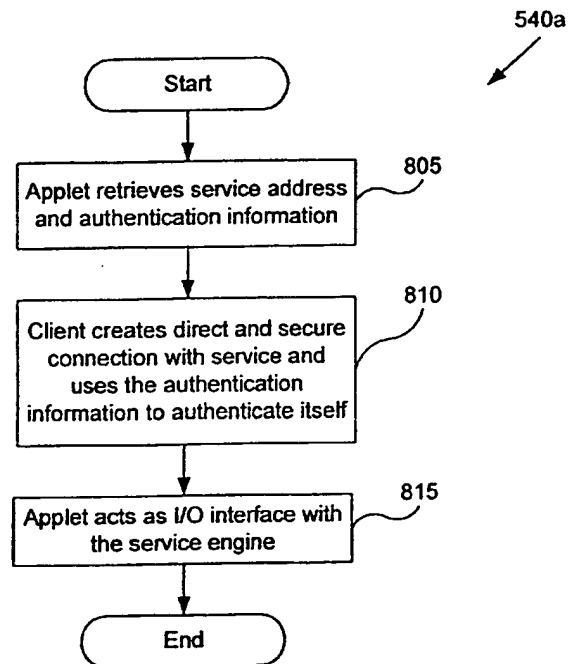 540a
Start
805
Applet retrieves service address
and authentication information
810
Client creates direct and secure
connection with service and
uses the authentication
information to authenticate itself
815
Applet acts as I/O interface with
the service engine
End